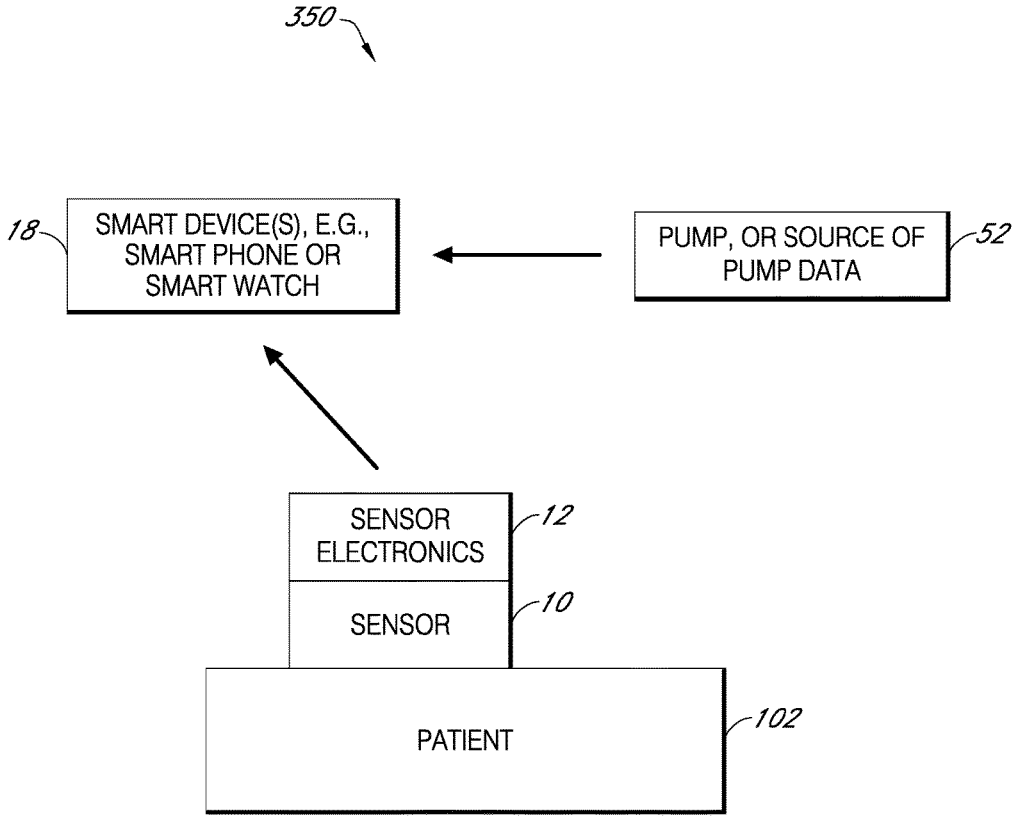 350
18
SMART DEVICE(S), E.G.,
SMART PHONE OR
SMART WATCH
PUMP, OR SOURCE OF
PUMP DATA
52
SENSOR
ELECTRONICS
12
SENSOR
10
PATIENT
102